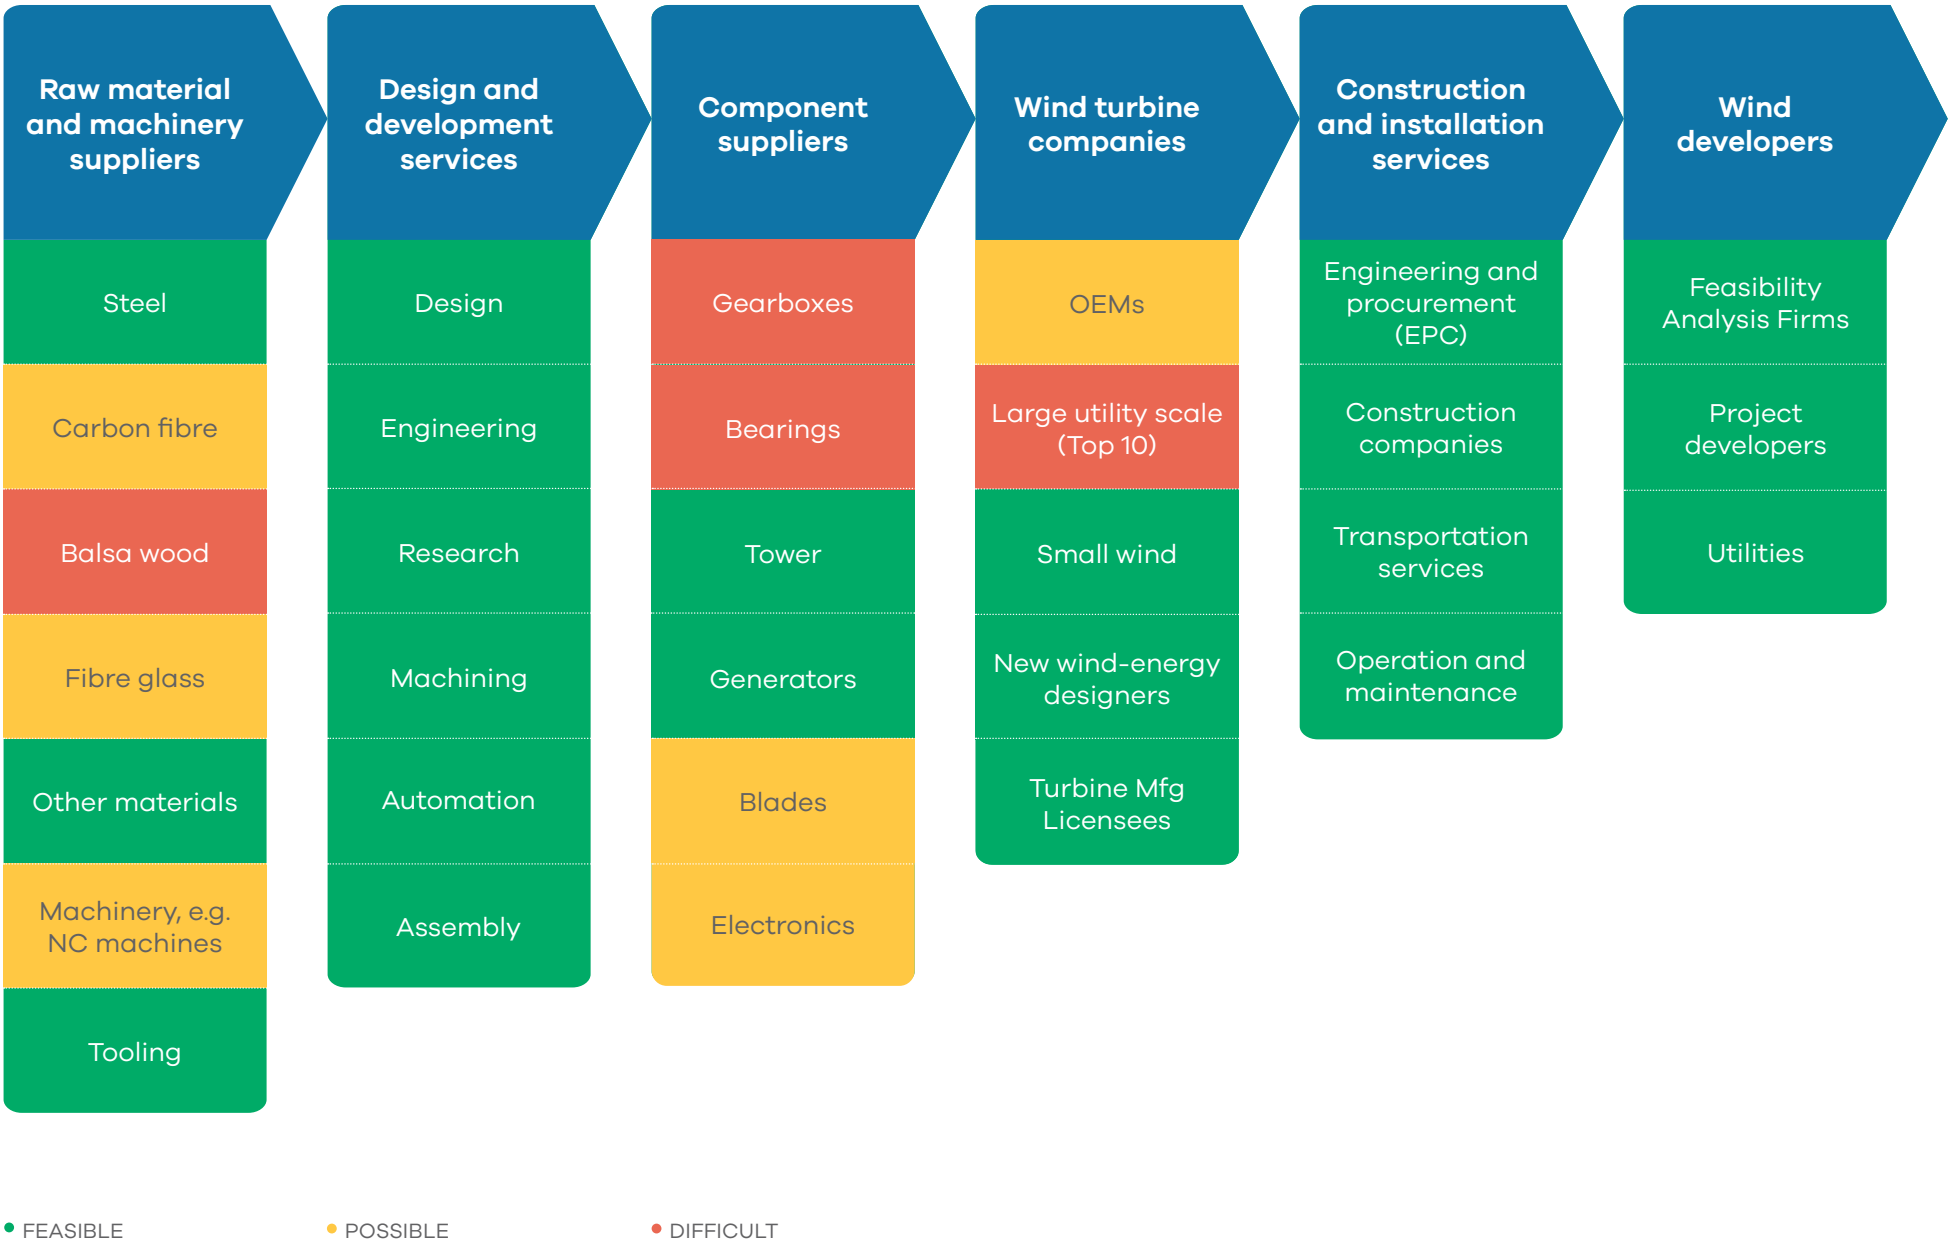 Raw material
and machinery
suppliers
Steel
Carbon fibre
Balsa wood
Fibre glass
Other materials
Machinery, e.g.
NC machines
Tooling
Design and
development
services
Design
Engineering
Research
Machining
Automation
Assembly
Component
suppliers
Gearboxes
Bearings
Tower
Generators
Blades
Electronics
Wind turbine
companies
OEMs
Large utility scale
(Top 10)
Small wind
New wind-energy
designers
Turbine Mfg
Licensees
Construction
and installation
services
Engineering and
procurement
(EPC)
Construction
companies
Transportation
services
Operation and
maintenance
Wind
developers
Feasibility
Analysis Firms
Project
developers
Utilities
FEASIBLE
POSSIBLE
DIFFICULT